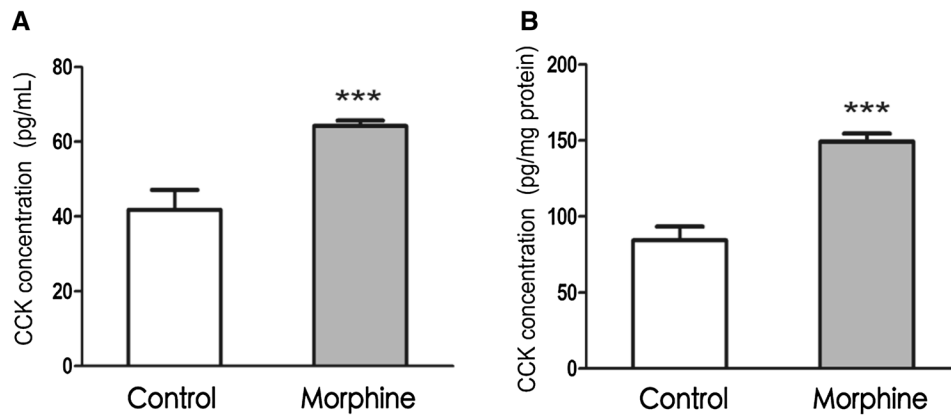 A
CCK concentration (pg/mL)
80
60
40
20
0
***
Control
Morphine
B
CCK concentration (pg/mg protein)
200
150
100
50
0
***
Control
Morphine